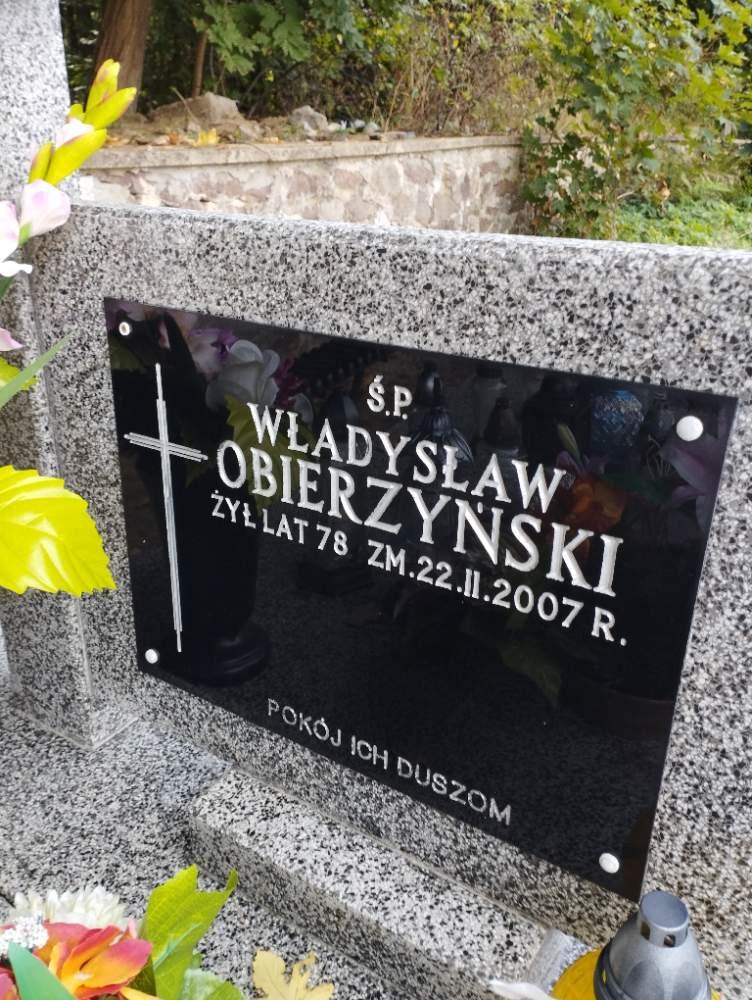 Ś.P.
WŁADYSŁAW
OBIERZYŃSKI
ŻYŁ LAT 78 ZM.22.II.2007 R.
POKÓJ ICH DUSZOM